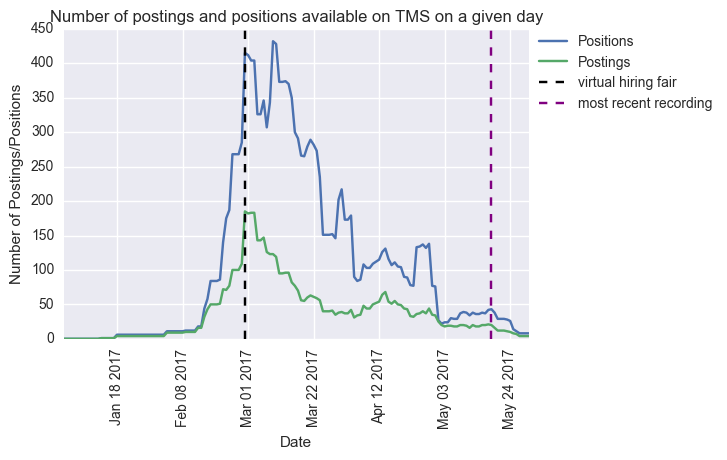 Number of postings and positions available on TMS on a given day
450
400
350
300
250
200
150
100
50
0
Number of Postings/Positions
Jan 18 2017
Feb 08 2017
Mar 01 2017
Mar 22 2017
Apr 12 2017
May 03 2017
May 24 2017
Date
Positions
Postings
virtual hiring fair
most recent recording